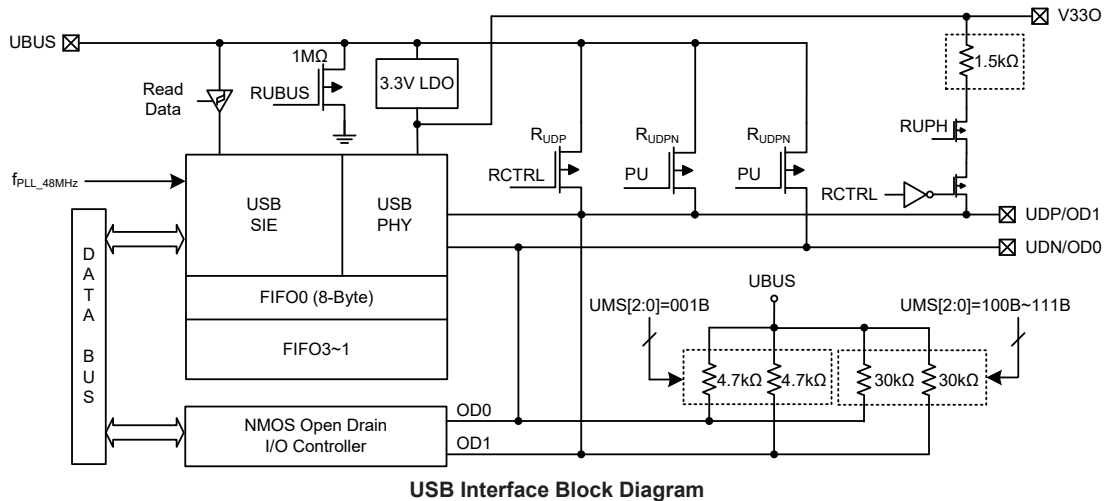 V33O
UBUS
1MΩ
1.5kΩ
3.3V LDO
Read
Data
RUBUS
RUPH
R_UDP
R_UDPN
R_UDPN
RCTRL
PU
PU
RCTRL
f_PLL_48MHz
USB
SIE
USB
PHY
UDP/OD1
UDN/OD0
DATA BUS
FIFO0 (8-Byte)
UBUS
UMS[2:0]=001B
UMS[2:0]=100B~111B
FIFO3~1
4.7kΩ
4.7kΩ
30kΩ
30kΩ
NMOS Open Drain
I/O Controller
OD0
OD1
USB Interface Block Diagram